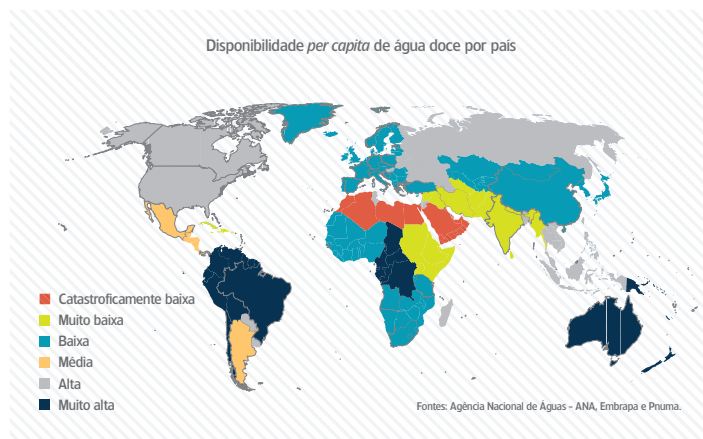 Disponibilidade per capita de água doce por país
Catastroficamente baixa
Muito baixa
Baixa
Média
Alta
Muito alta
Fontes: Agência Nacional de Águas – ANA, Embrapa e Pnuma.